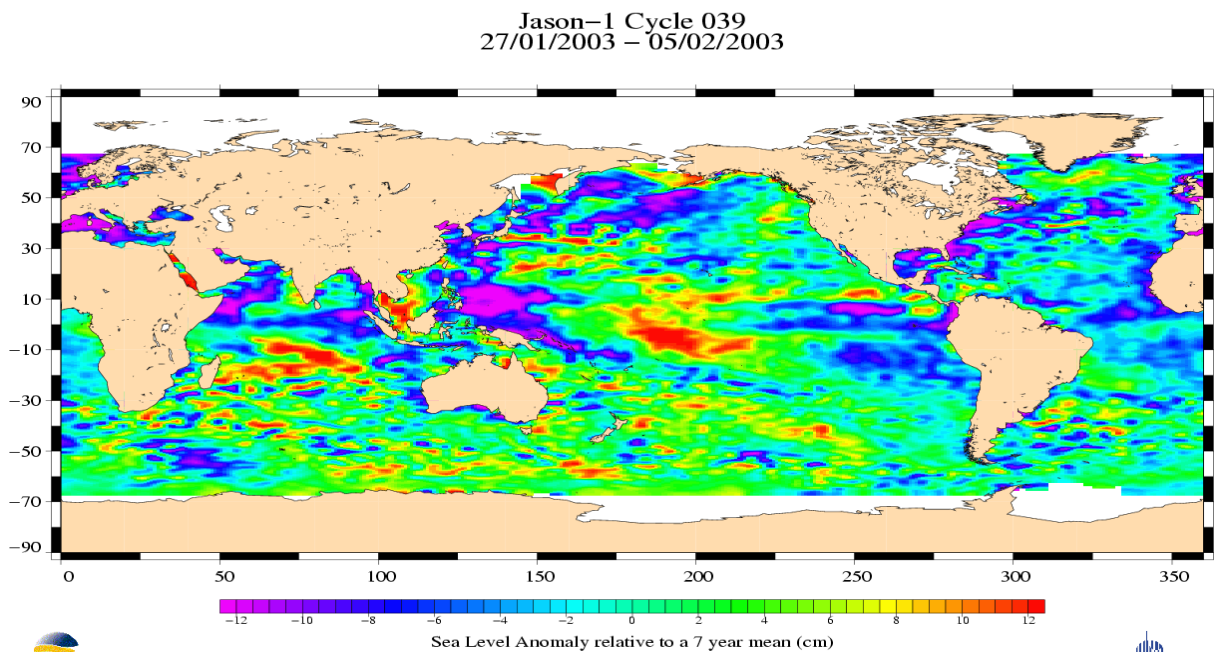 Jason−1 Cycle 039
27/01/2003 − 05/02/2003
90
70
50
30
10
−10
−30
−50
−70
−90
0 50 100 150 200 250 300 350
−12 −10 −8 −6 −4 −2 0 2 4 6 8 10 12
Sea Level Anomaly relative to a 7 year mean (cm)